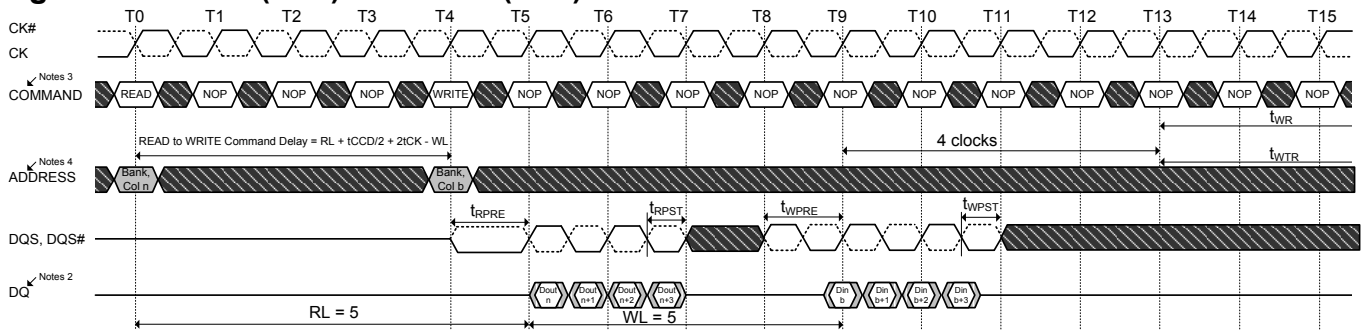 T0 T1 T2 T3 T4 T5 T6 T7 T8 T9 T10 T11 T12 T13 T14 T15
CK#
CK
Notes 3
COMMAND READ NOP NOP NOP WRITE NOP NOP NOP NOP NOP NOP NOP NOP NOP NOP NOP
tWR
READ to WRITE Command Delay = RL + tCCD/2 + 2tCK - WL
4 clocks
Notes 4
tWTR
ADDRESS
Bank, Col n
Bank, Col b
tRPRE tRPST tWPRE tWPST
DQS, DQS#
Notes 2
DQ
Dout n
Dout n+1
Dout n+2
Dout n+3
Din b
Din b+1
Din b+2
Din b+3
RL = 5 WL = 5